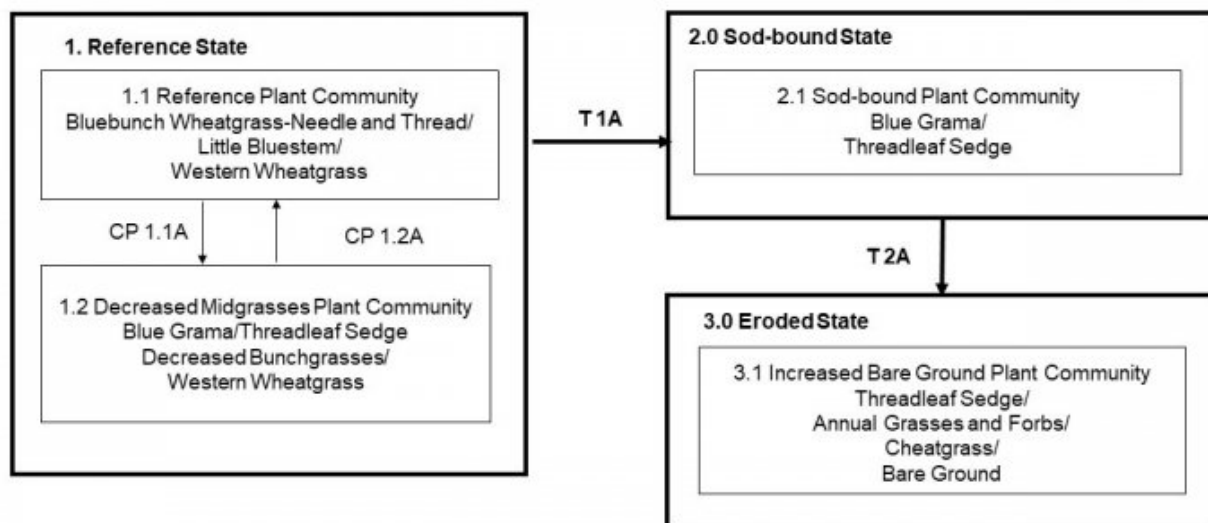 1. Reference State
1.1 Reference Plant Community
Bluebunch Wheatgrass-Needle and Thread/
Little Bluestem/
Western Wheatgrass
CP 1.1A
CP 1.2A
1.2 Decreased Midgrasses Plant Community
Blue Grama/Threadleaf Sedge
Decreased Bunchgrasses/
Western Wheatgrass
T 1A
2.0 Sod-bound State
2.1 Sod-bound Plant Community
Blue Grama/
Threadleaf Sedge
T 2A
3.0 Eroded State
3.1 Increased Bare Ground Plant Community
Threadleaf Sedge/
Annual Grasses and Forbs/
Cheatgrass/
Bare Ground